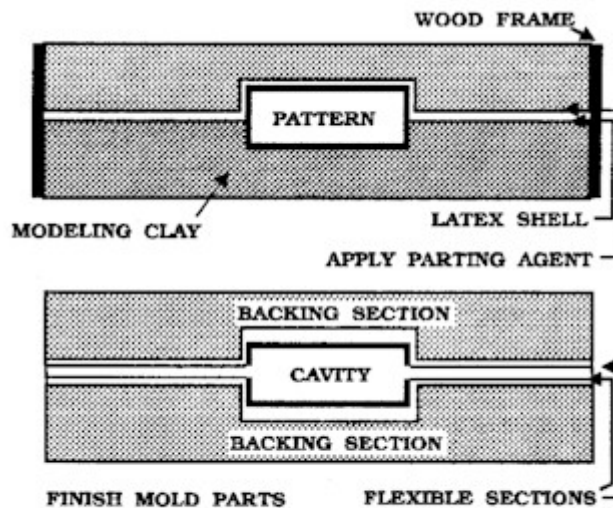 WOOD FRAME
PATTERN
MODELING CLAY
LATEX SHELL
APPLY PARTING AGENT
BACKING SECTION
CAVITY
BACKING SECTION
FINISH MOLD PARTS
FLEXIBLE SECTIONS